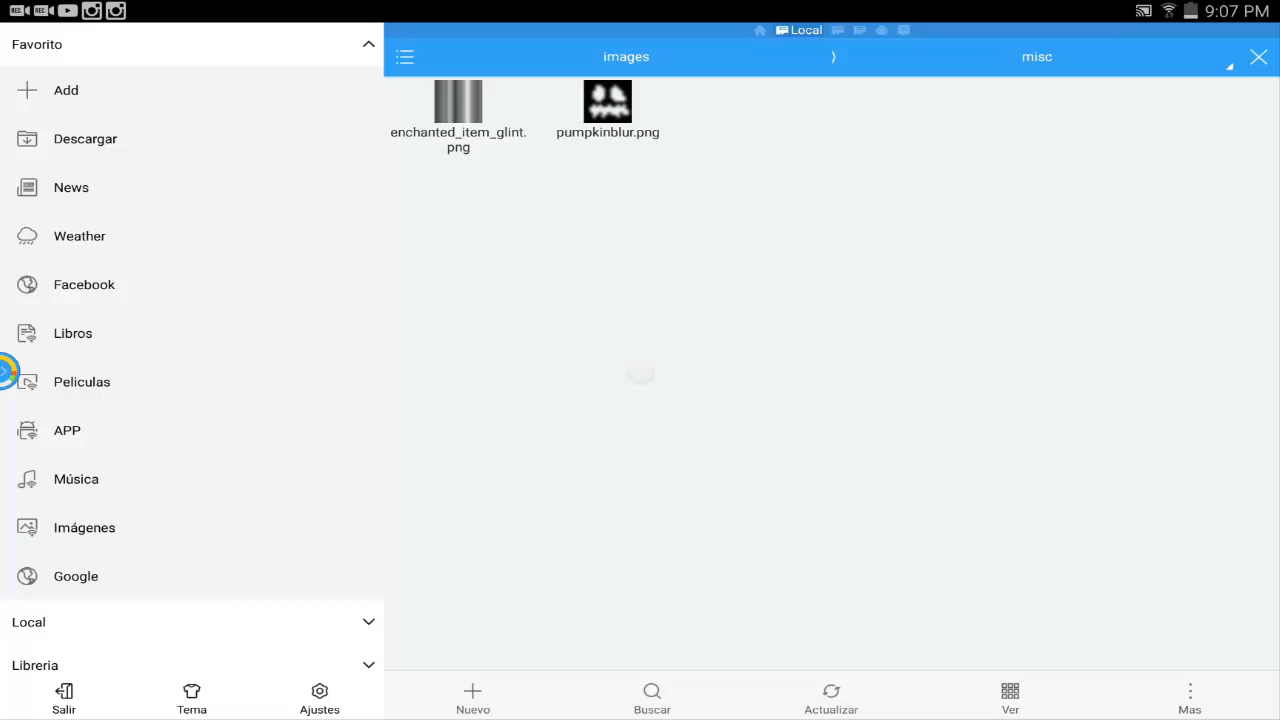 9:07 PM
Favorito
Add
Descargar
News
Weather
Facebook
Libros
Peliculas
APP
Música
Imágenes
Google
Local
Libreria
Salir
Tema
Ajustes
Local
images
misc
enchanted_item_glint.
png
pumpkinblur.png
Nuevo
Buscar
Actualizar
Ver
Mas